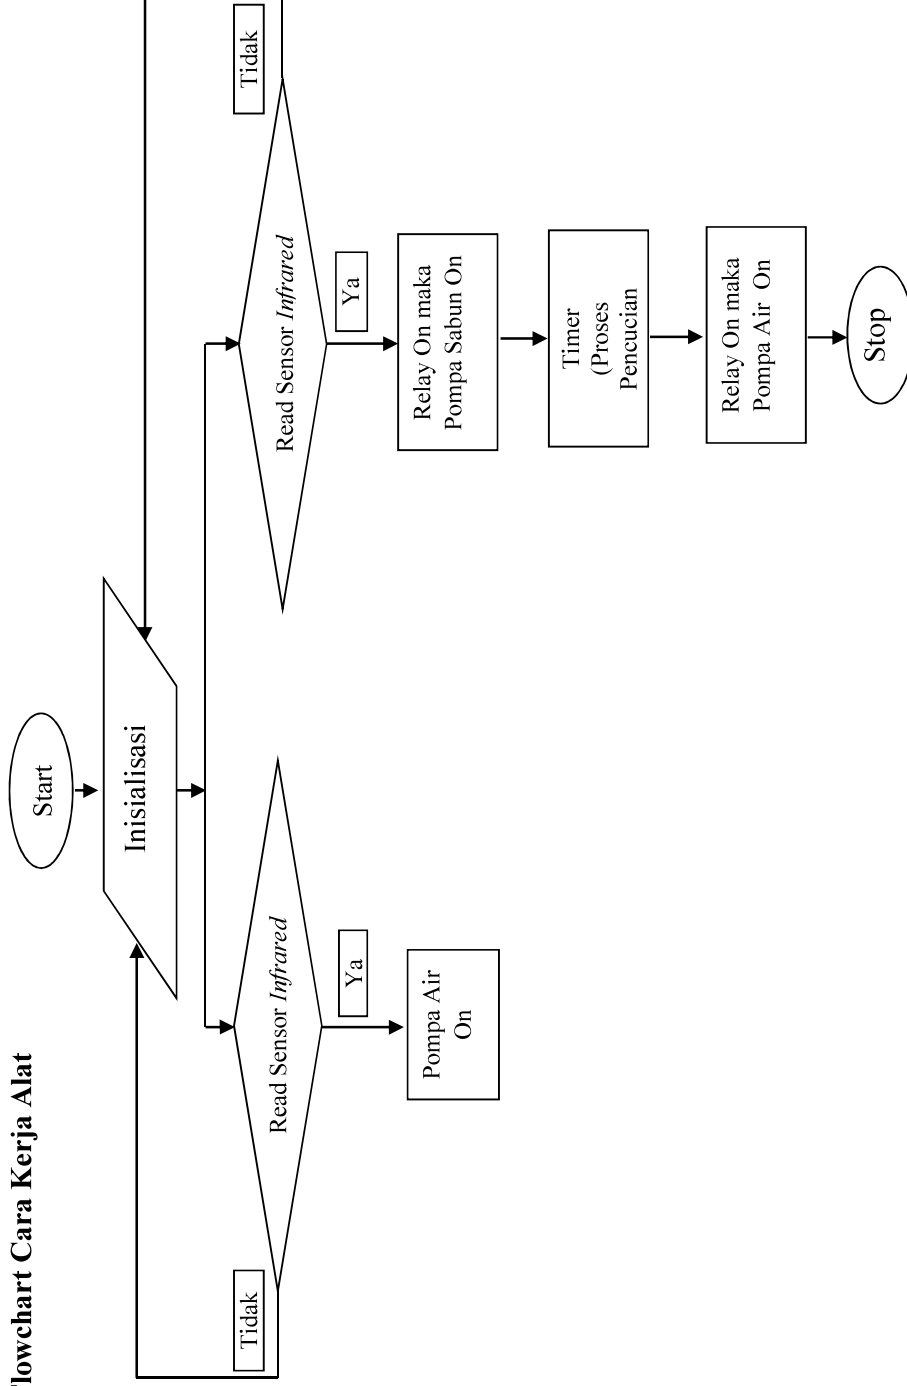 Flowchart Cara Kerja Alat
Start
Inisialisasi
Tidak
Read Sensor Infrared
Ya
Pompa Air
On
Tidak
Read Sensor Infrared
Ya
Relay On maka
Pompa Sabun On
Timer
(Proses
Pencucian
Relay On maka
Pompa Air On
Stop